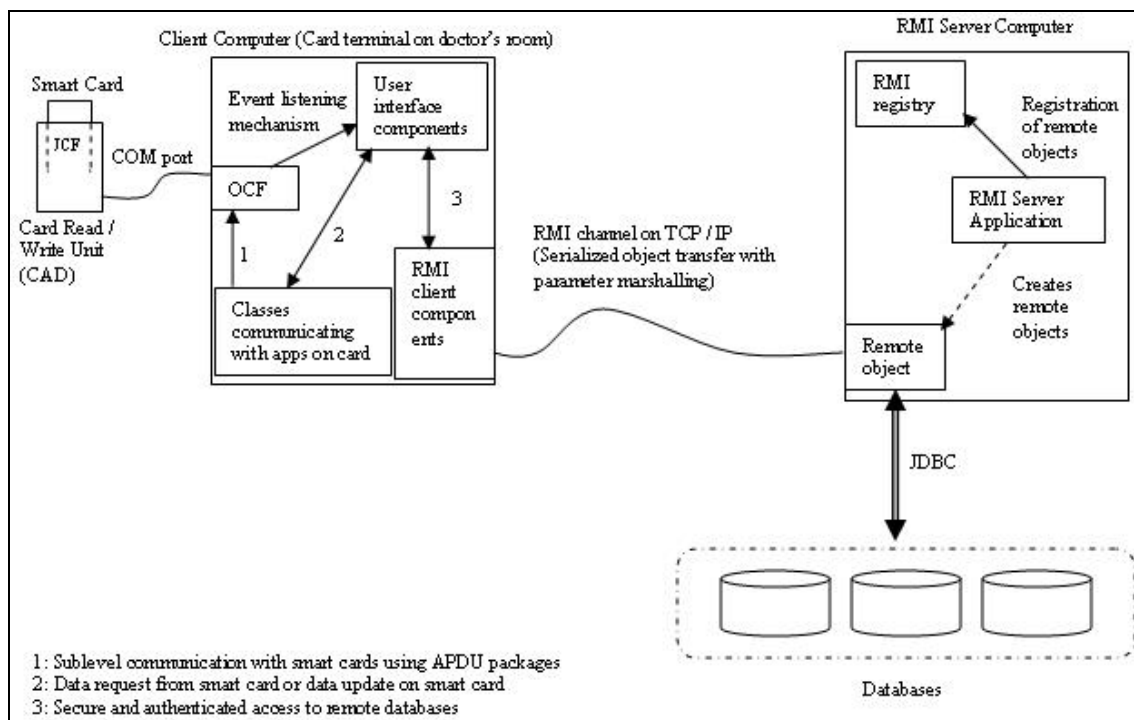 Client Computer (Card terminal on doctor's room)
RMI Server Computer
Smart Card
JCF
COM port
Card Read /
Write Unit
(CAD)
Event listening
mechanism
User
interface
components
OCF
1
2
3
Classes
communicating
with apps on card
RMI
client
compon
ents
RMI channel on TCP / IP
(Serialized object transfer with
parameter marshalling)
RMI
registry
Registration
of remote
objects
RMI Server
Application
Creates
remote
objects
Remote
object
JDBC
Databases
1: Sublevel communication with smart cards using APDU packages
2: Data request from smart card or data update on smart card
3: Secure and authenticated access to remote databases